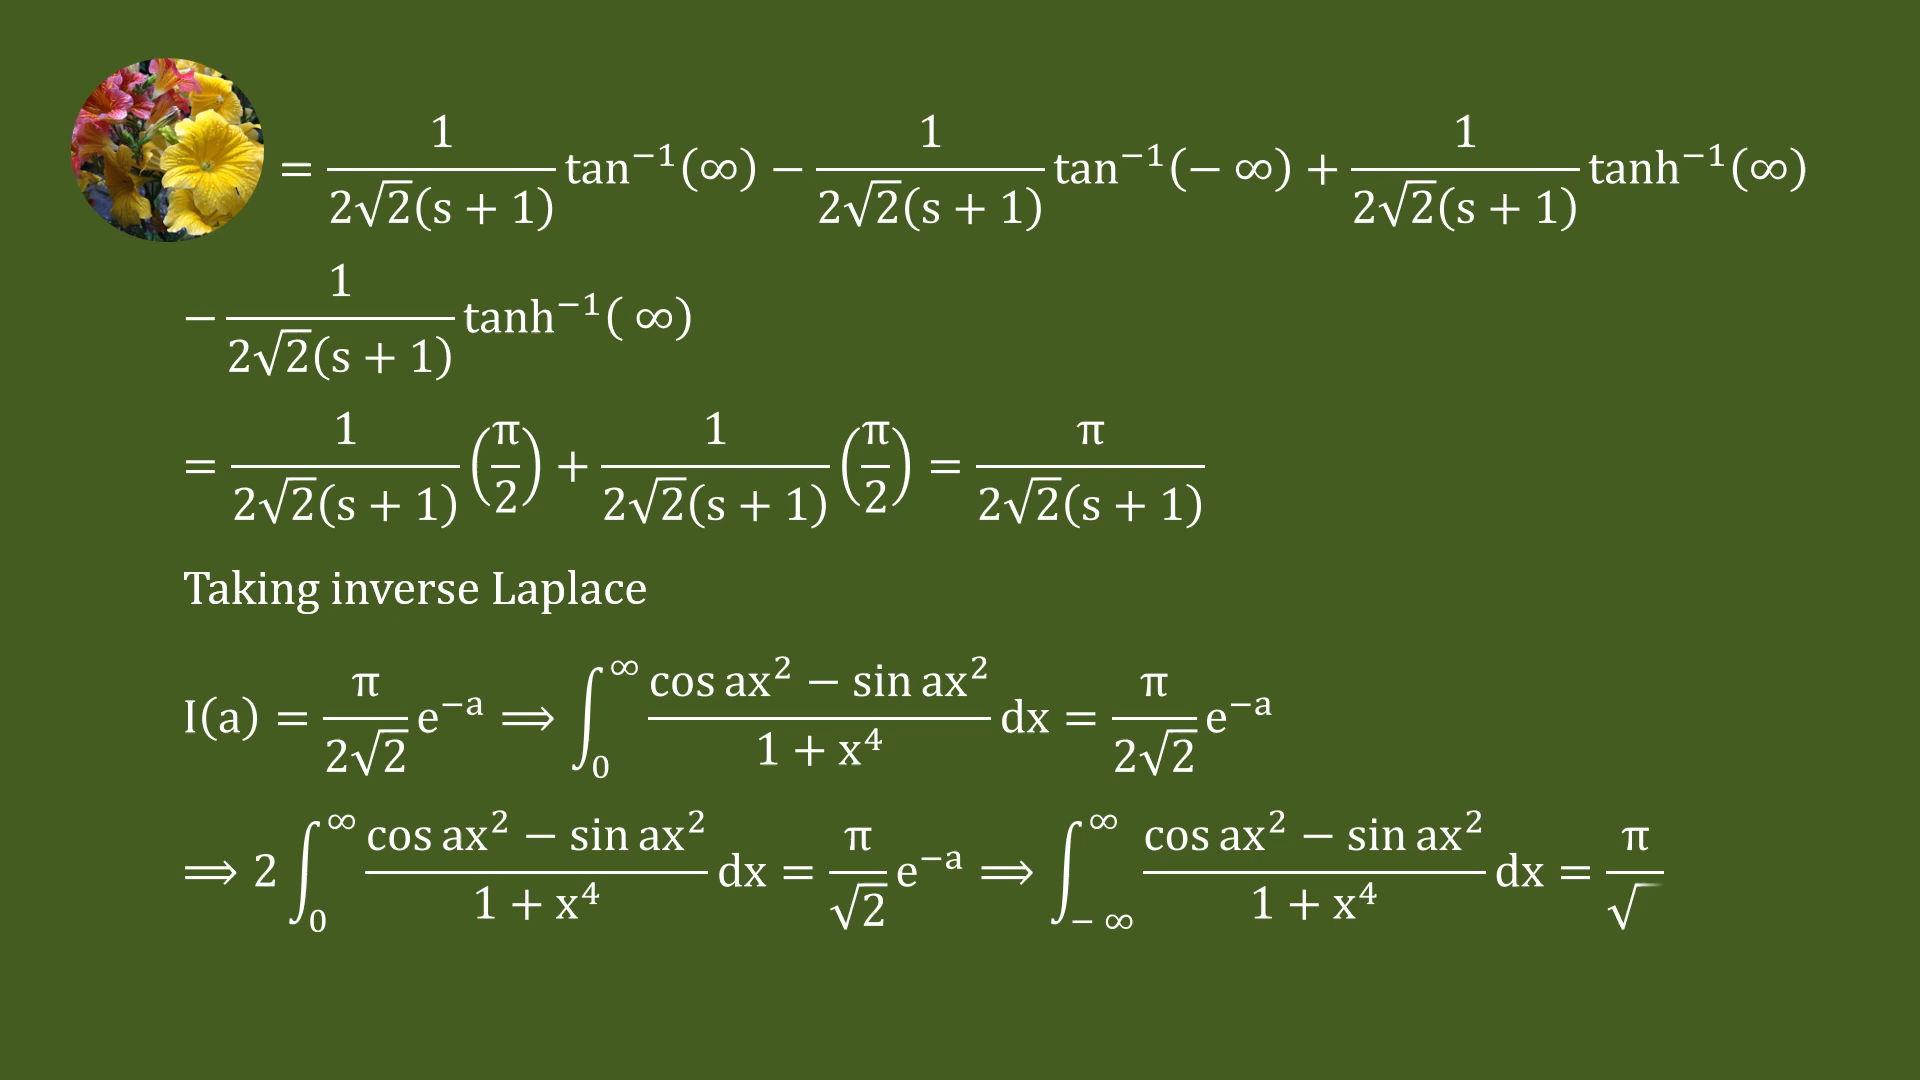 = 1/(2√2(s + 1)) tan⁻¹(∞) − 1/(2√2(s + 1)) tan⁻¹(− ∞) + 1/(2√2(s + 1)) tanh⁻¹(∞)
− 1/(2√2(s + 1)) tanh⁻¹( ∞)
= 1/(2√2(s + 1)) (π/2) + 1/(2√2(s + 1)) (π/2) = π/(2√2(s + 1))
Taking inverse Laplace
I(a) = π/(2√2) e⁻ᵃ ⟹ ∫₀^∞ (cos ax² − sin ax²)/(1 + x⁴) dx = π/(2√2) e⁻ᵃ
⟹ 2 ∫₀^∞ (cos ax² − sin ax²)/(1 + x⁴) dx = π/√2 e⁻ᵃ ⟹ ∫₋∞^∞ (cos ax² − sin ax²)/(1 + x⁴) dx = π/√